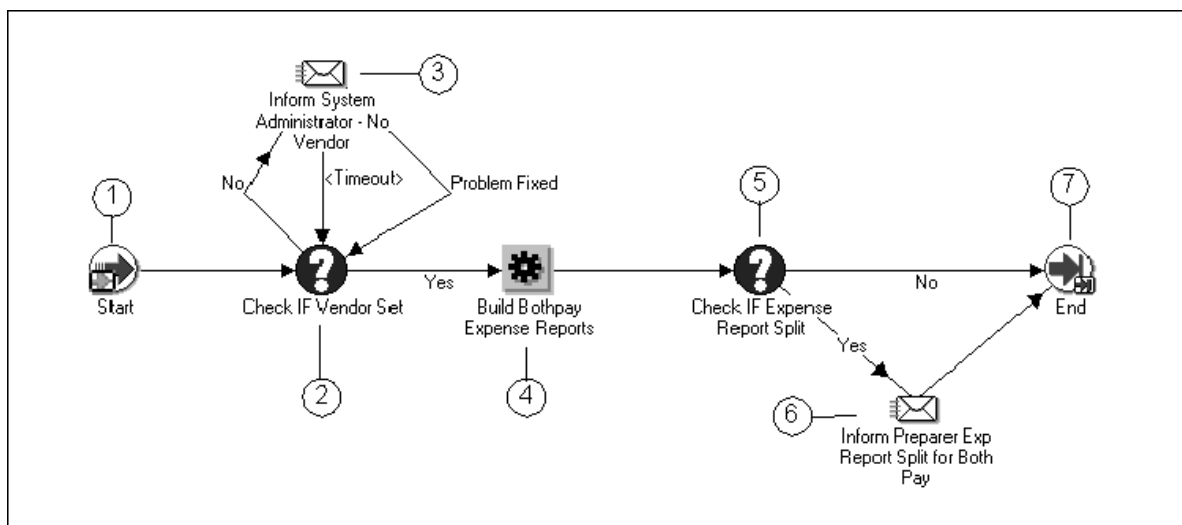 3
Inform System
Administrator - No
Vendor
No
<Timeout>
Problem Fixed
1
5
7
Start
Check IF Vendor Set
Yes
Build Bothpay
Expense Reports
Check IF Expense
Report Split
No
End
Yes
2
4
6
Inform Preparer Exp
Report Split for Both
Pay